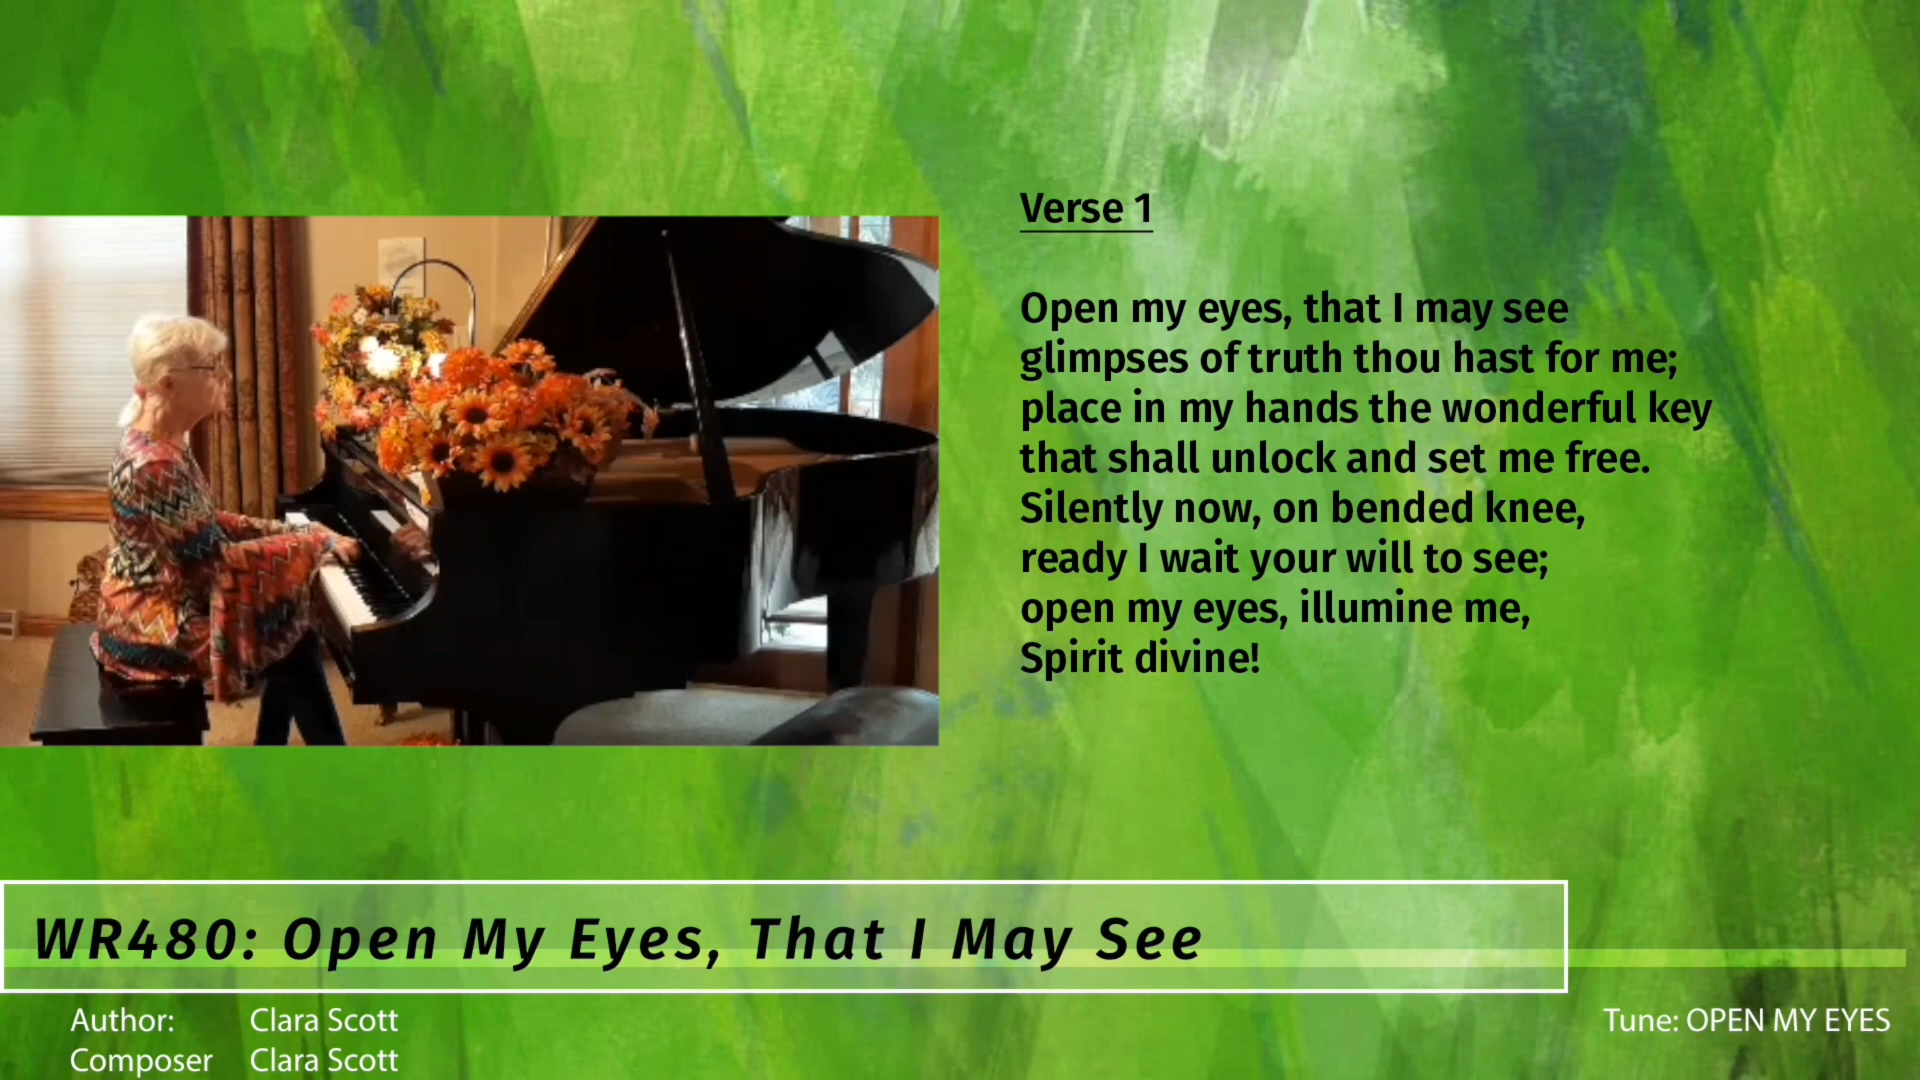 Verse 1
Open my eyes, that I may see
glimpses of truth thou hast for me;
place in my hands the wonderful key
that shall unlock and set me free.
Silently now, on bended knee,
ready I wait your will to see;
open my eyes, illumine me,
Spirit divine!
WR480: Open My Eyes, That I May See
Author: Clara Scott
Composer Clara Scott
Tune: OPEN MY EYES